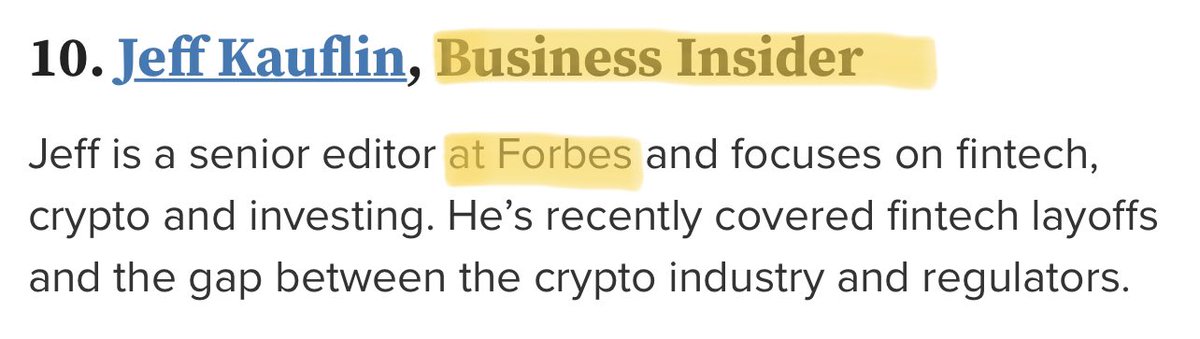 10. Jeff Kauflin, Business Insider
Jeff is a senior editor at Forbes and focuses on fintech,
crypto and investing. He’s recently covered fintech layoffs
and the gap between the crypto industry and regulators.